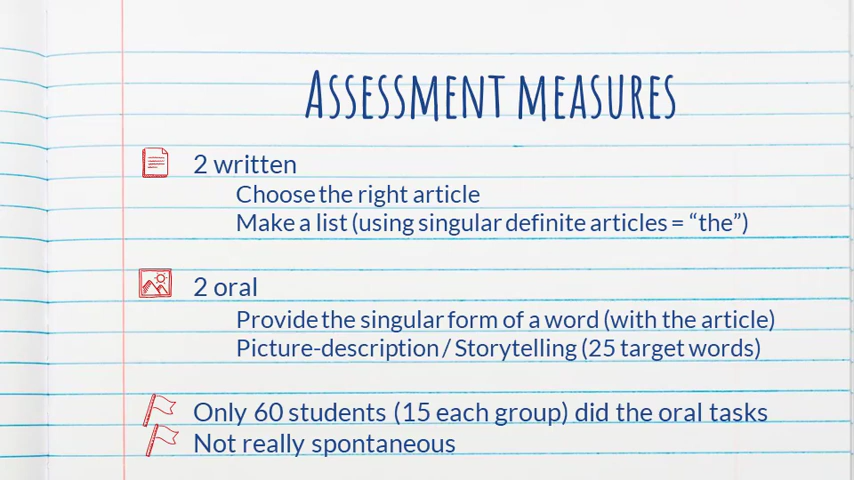 Assessment measures
2 written
Choose the right article
Make a list (using singular definite articles = “the”)
2 oral
Provide the singular form of a word (with the article)
Picture-description / Storytelling (25 target words)
Only 60 students (15 each group) did the oral tasks
Not really spontaneous